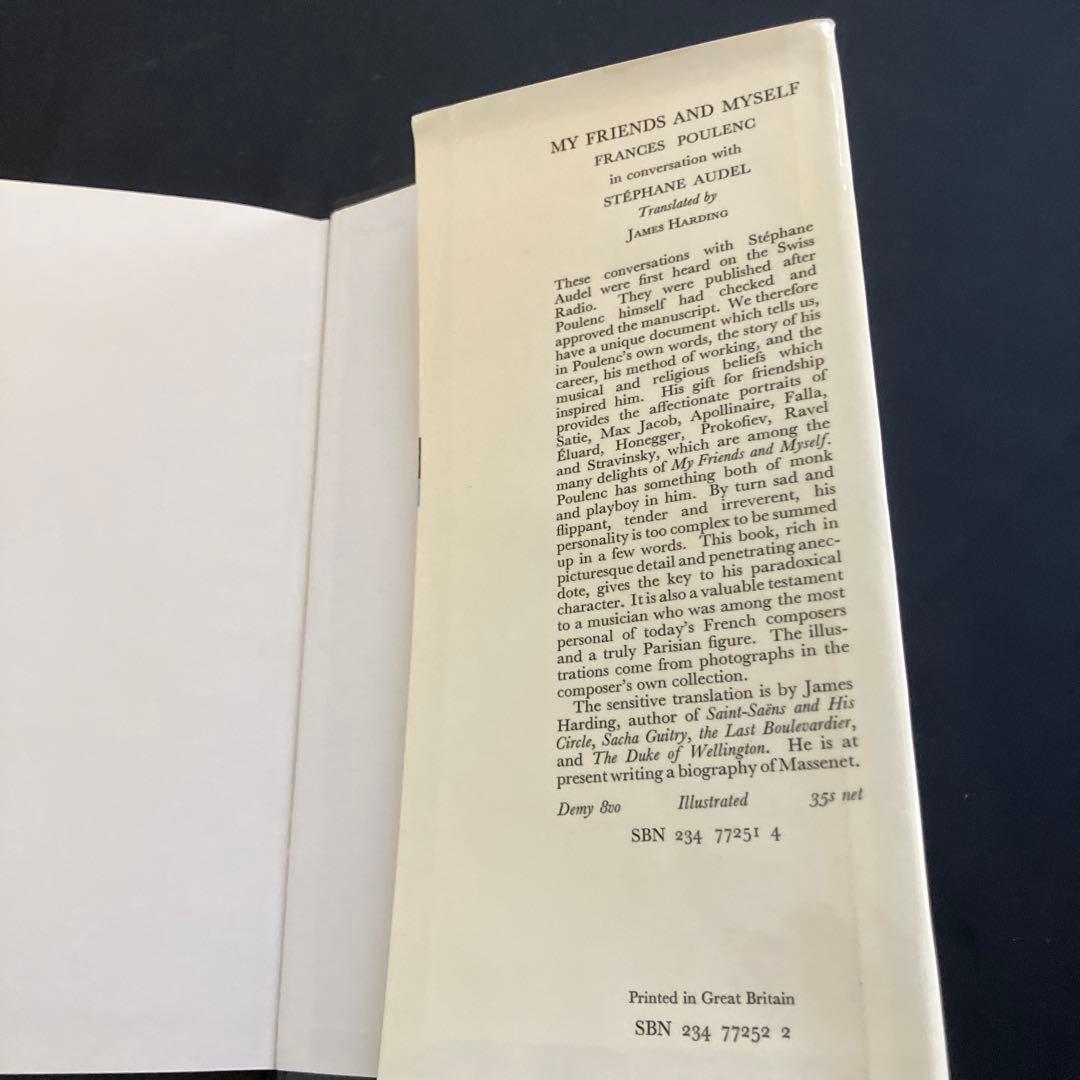 MY FRIENDS AND MYSELF
FRANCES POULENC
in conversation with
STÉPHANE AUDEL
Translated by
JAMES HARDING
These conversations with Stéphane
Audel were first heard on the Swiss
Radio. They were published after
Poulenc himself had checked and
approved the manuscript. We therefore
have a unique document which tells us,
in Poulenc's own words, the story of his
career, his method of working, and the
musical and religious beliefs which
inspired him. His gift for friendship
provides the affectionate portraits of
Satie, Max Jacob, Apollinaire, Falla,
Éluard, Honegger, Prokofiev, Ravel
and Stravinsky, which are among the
many delights of My Friends and Myself.
Poulenc has something both of monk
and playboy in him. By turn sad and
flippant, tender and irreverent, his
personality is too complex to be summed
up in a few words. This book, rich in
picturesque detail and penetrating anec-
dote, gives the key to his paradoxical
character. It is also a valuable testament
to a musician who was among the most
personal of today's French composers
and a truly Parisian figure. The illus-
trations come from photographs in the
composer's own collection.
The sensitive translation is by James
Harding, author of Saint-Saëns and His
Circle, Sacha Guitry, the Last Boulevardier,
and The Duke of Wellington. He is at
present writing a biography of Massenet.
Demy 8vo Illustrated 35s net
SBN 234 77251 4
Printed in Great Britain
SBN 234 77252 2